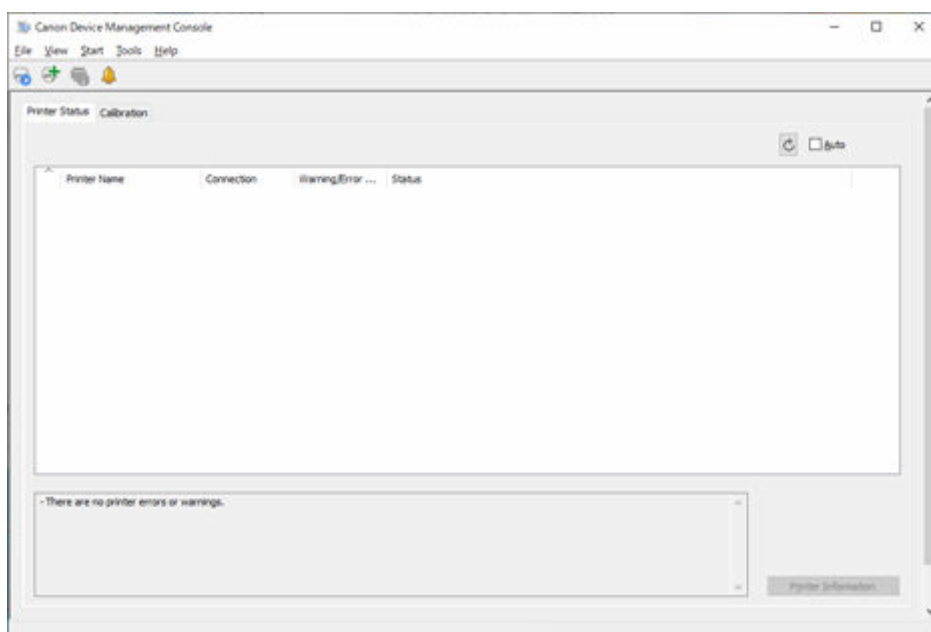 Canon Device Management Console
File View Start Tools Help
Printer Status Calibration
Auto
Printer Name Connection Warning/Error ... Status
- There are no printer errors or warnings.
Printer Information